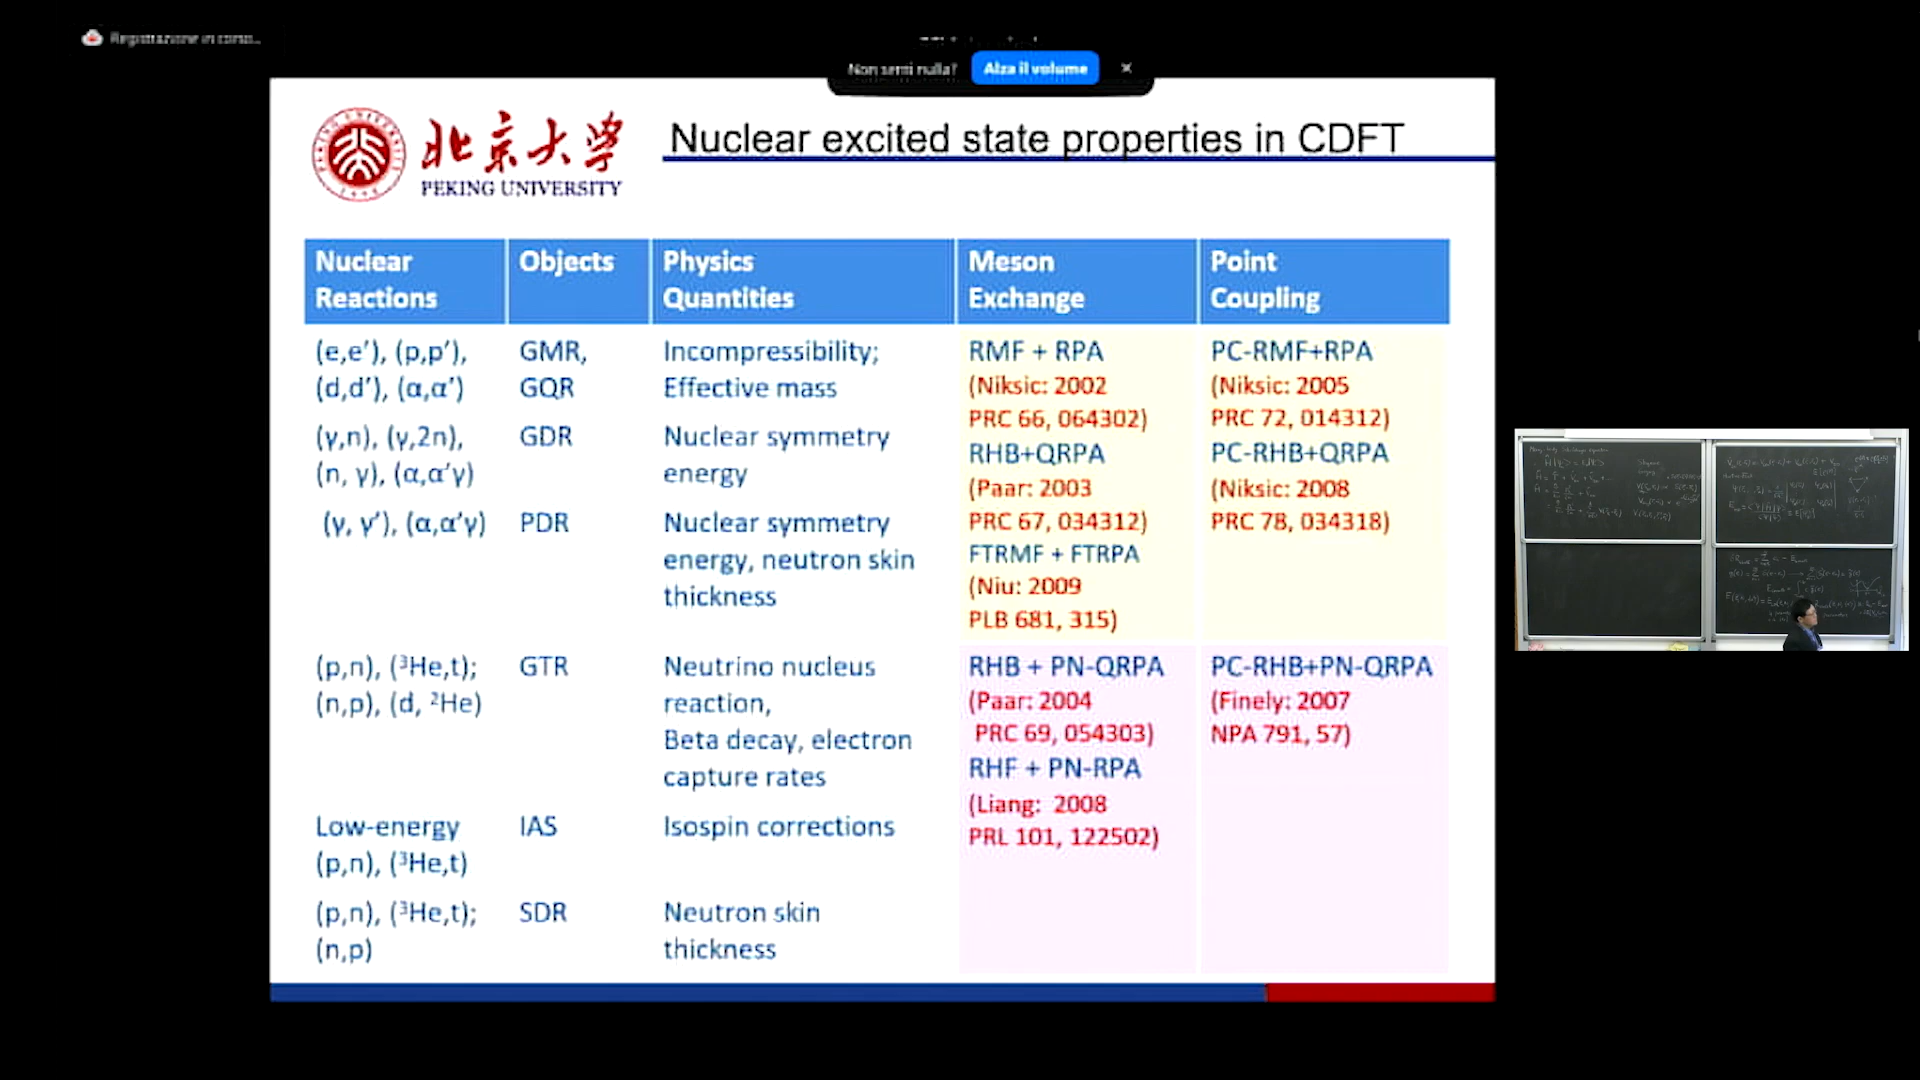 Registrazione in corso...
Non senti nulla?
Alza il volume
北京大学
PEKING UNIVERSITY
Nuclear excited state properties in CDFT
Nuclear Reactions
Objects
Physics Quantities
Meson Exchange
Point Coupling
(e,e′), (p,p′),
(d,d′), (α,α′)
GMR,
GQR
Incompressibility;
Effective mass
(γ,n), (γ,2n),
(n, γ), (α,α′γ)
GDR
Nuclear symmetry
energy
(γ, γ′), (α,α′γ)
PDR
Nuclear symmetry
energy, neutron skin
thickness
RMF + RPA
(Niksic: 2002
PRC 66, 064302)
RHB+QRPA
(Paar: 2003
PRC 67, 034312)
FTRMF + FTRPA
(Niu: 2009
PLB 681, 315)
PC-RMF+RPA
(Niksic: 2005
PRC 72, 014312)
PC-RHB+QRPA
(Niksic: 2008
PRC 78, 034318)
(p,n), (³He,t);
(n,p), (d, ²He)
GTR
Neutrino nucleus
reaction,
Beta decay, electron
capture rates
Low-energy
(p,n), (³He,t)
IAS
Isospin corrections
(p,n), (³He,t);
(n,p)
SDR
Neutron skin
thickness
RHB + PN-QRPA
(Paar: 2004
PRC 69, 054303)
RHF + PN-RPA
(Liang: 2008
PRL 101, 122502)
PC-RHB+PN-QRPA
(Finely: 2007
NPA 791, 57)